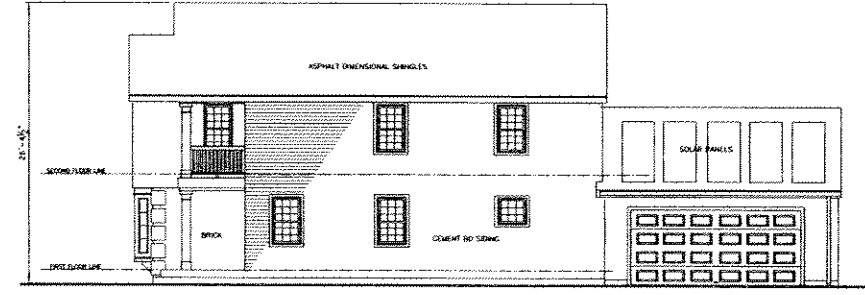 ASPHALT DIMENSIONAL SHINGLES
SOLAR PANELS
SECOND FLOOR LINE
BRICK
CEMENT BD SIDING
FIRST FLOOR LINE